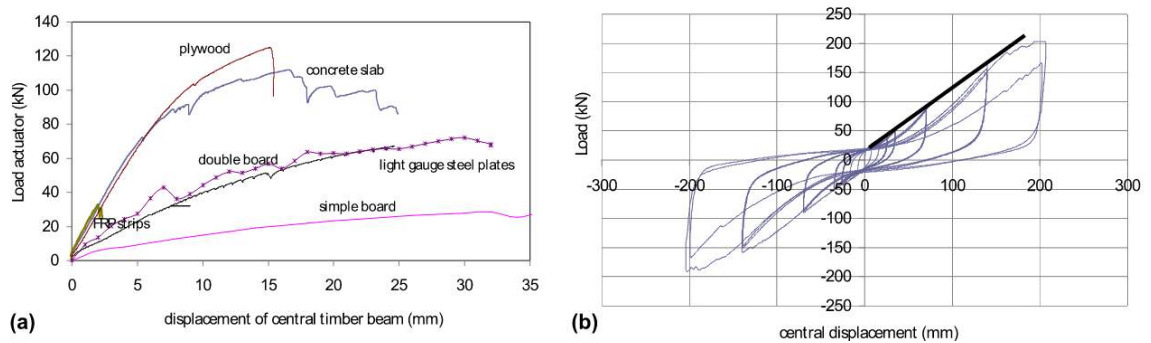 140
120
100
80
60
40
20
0
Load actuator (kN)
plywood
concrete slab
double board
light gauge steel plates
FRP strips
simple board
0 5 10 15 20 25 30 35
displacement of central timber beam (mm)
(a)
250
200
150
100
50
0
-50
-100
-150
-200
-250
Load (kN)
-300 -200 -100 0 100 200 300
central displacement (mm)
(b)